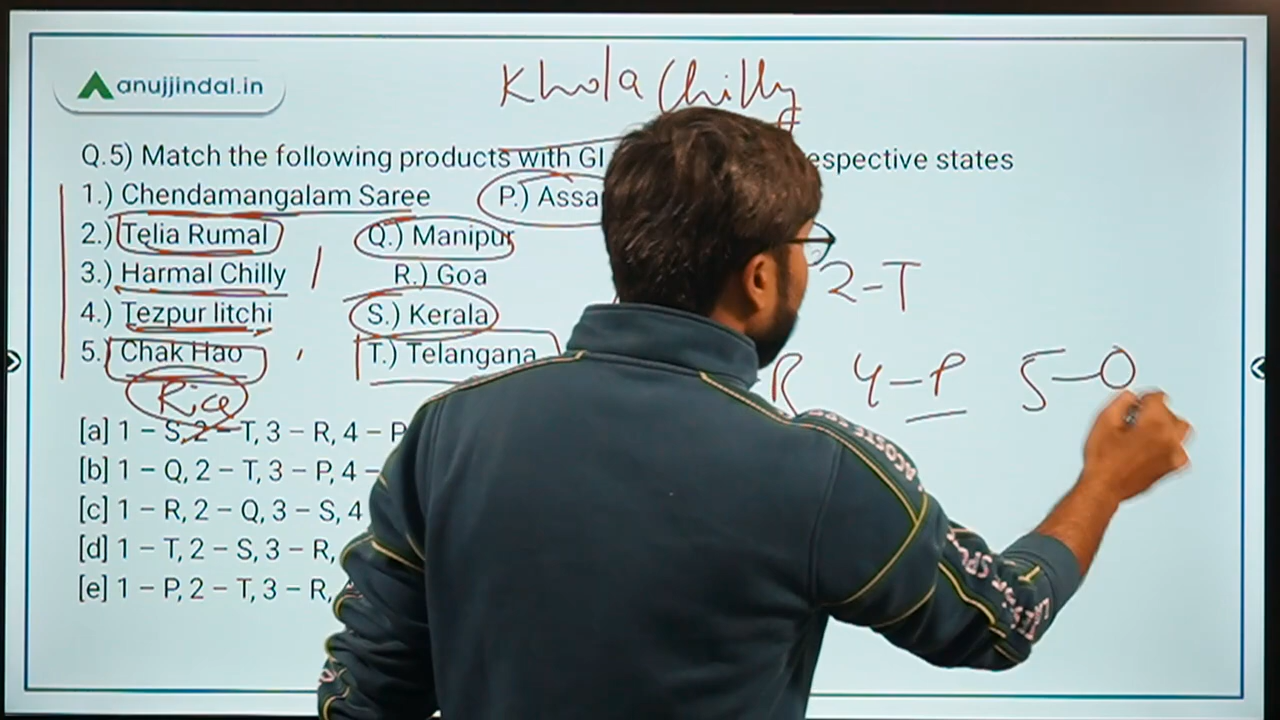 Khola Chilly
anujjindal.in
Q.5) Match the following products with GI espective states
1.) Chendamangalam Saree P.) Assa
2.) Telia Rumal Q.) Manipur
2-T
3.) Harmal Chilly R.) Goa
4.) Tezpur litchi S.) Kerala
5.) Chak Hao T.) Telangana
R 4-P 5-Q
Rice
[a] 1 – S, 2 – T, 3 – R, 4 – P
[b] 1 – Q, 2 – T, 3 – P, 4 –
[c] 1 – R, 2 – Q, 3 – S, 4
[d] 1 – T, 2 – S, 3 – R,
[e] 1 – P, 2 – T, 3 – R,